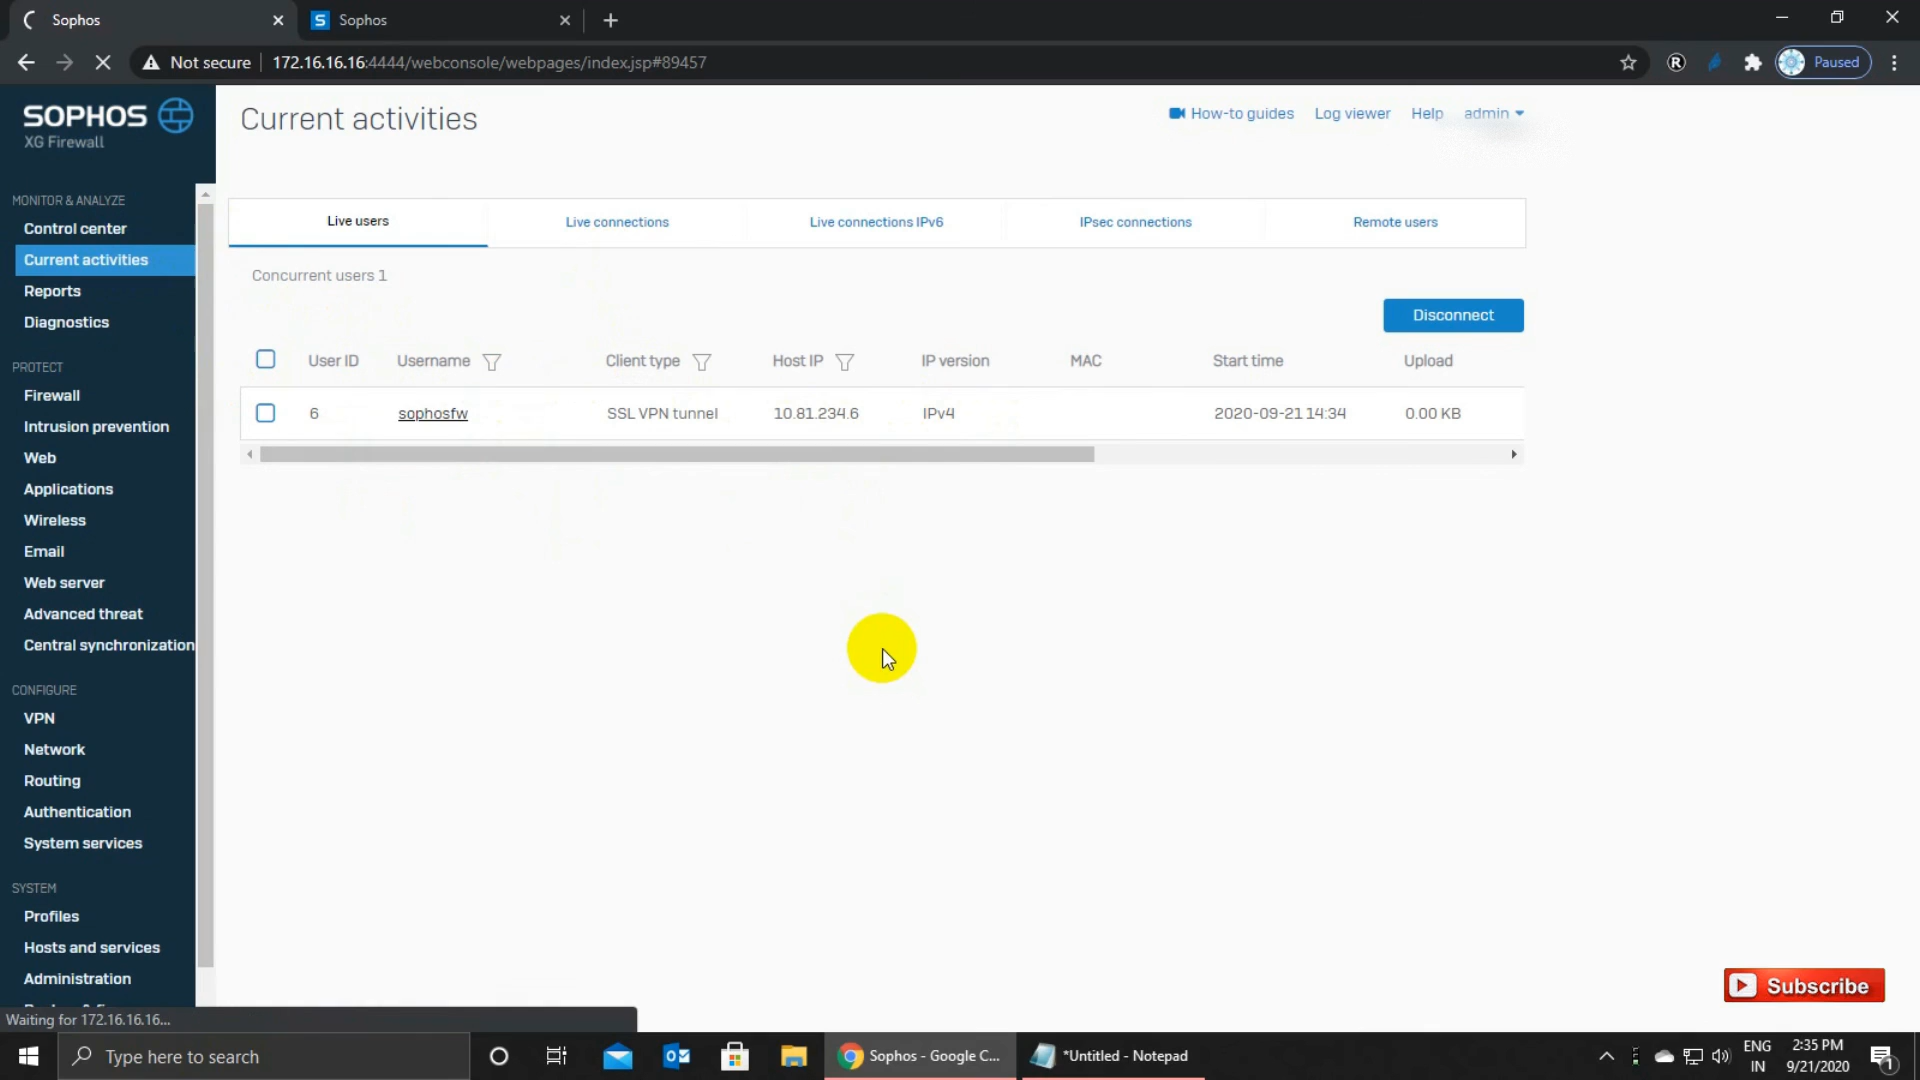 Sophos
Sophos
Not secure
172.16.16.16:4444/webconsole/webpages/index.jsp#89457
Paused
SOPHOS
XG Firewall
Current activities
How-to guides
Log viewer
Help
admin
MONITOR & ANALYZE
Control center
Current activities
Reports
Diagnostics
PROTECT
Firewall
Intrusion prevention
Web
Applications
Wireless
Email
Web server
Advanced threat
Central synchronization
CONFIGURE
VPN
Network
Routing
Authentication
System services
SYSTEM
Profiles
Hosts and services
Administration
Live users
Live connections
Live connections IPv6
IPsec connections
Remote users
Concurrent users 1
Disconnect
User ID Username Client type Host IP IP version MAC Start time Upload
6 sophosfw SSL VPN tunnel 10.81.234.6 IPv4 2020-09-21 14:34 0.00 KB
Subscribe
Waiting for 172.16.16.16...
Type here to search
Sophos - Google C...
*Untitled - Notepad
ENG
IN
2:35 PM
9/21/2020
1